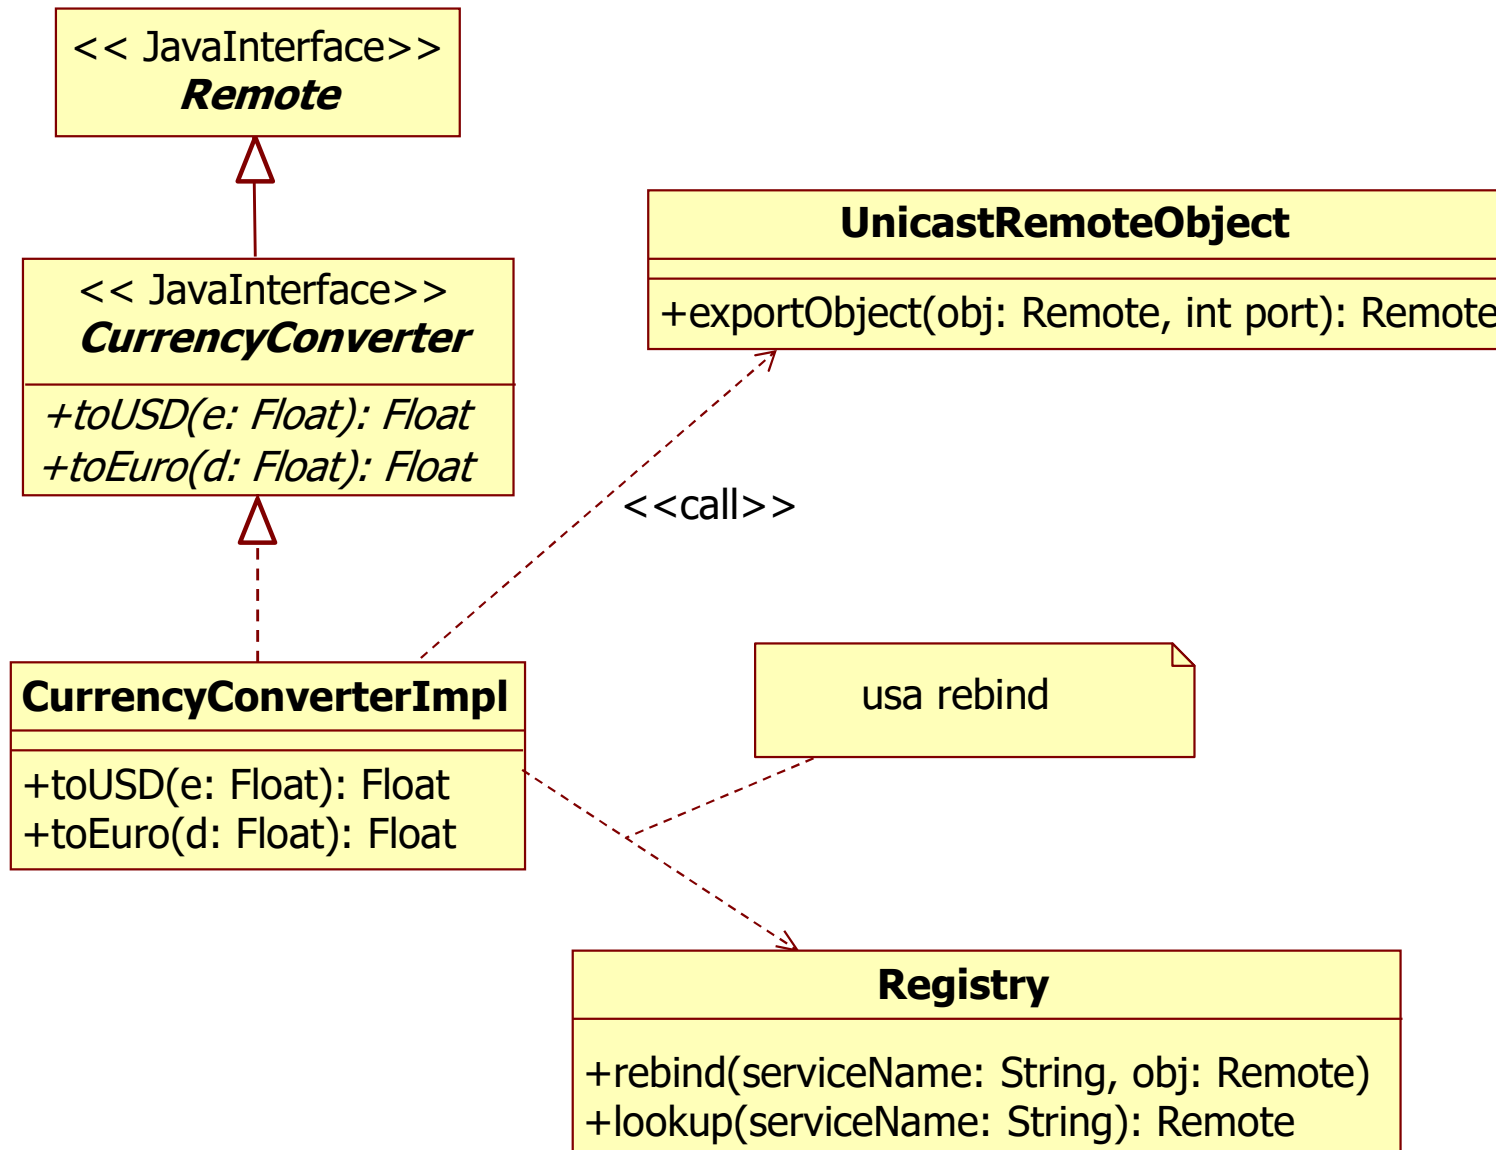 << JavaInterface>>
Remote
UnicastRemoteObject
+exportObject(obj: Remote, int port): Remote
<< JavaInterface>>
CurrencyConverter
+toUSD(e: Float): Float
+toEuro(d: Float): Float
<<call>>
CurrencyConverterImpl
+toUSD(e: Float): Float
+toEuro(d: Float): Float
usa rebind
Registry
+rebind(serviceName: String, obj: Remote)
+lookup(serviceName: String): Remote